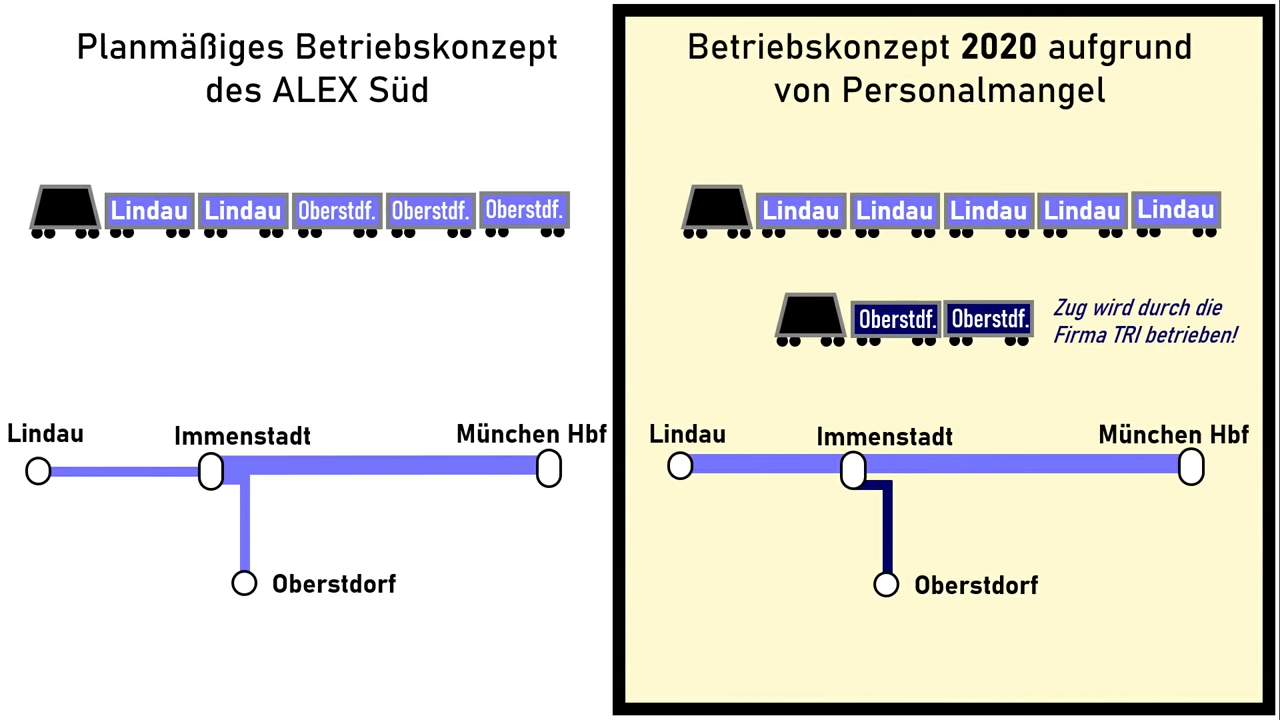 Planmäßiges Betriebskonzept
des ALEX Süd
Lindau Lindau Oberstdf. Oberstdf. Oberstdf.
Lindau Immenstadt München Hbf
Oberstdorf
Betriebskonzept 2020 aufgrund
von Personalmangel
Lindau Lindau Lindau Lindau Lindau
Oberstdf. Oberstdf.
Zug wird durch die
Firma TRI betrieben!
Lindau Immenstadt München Hbf
Oberstdorf